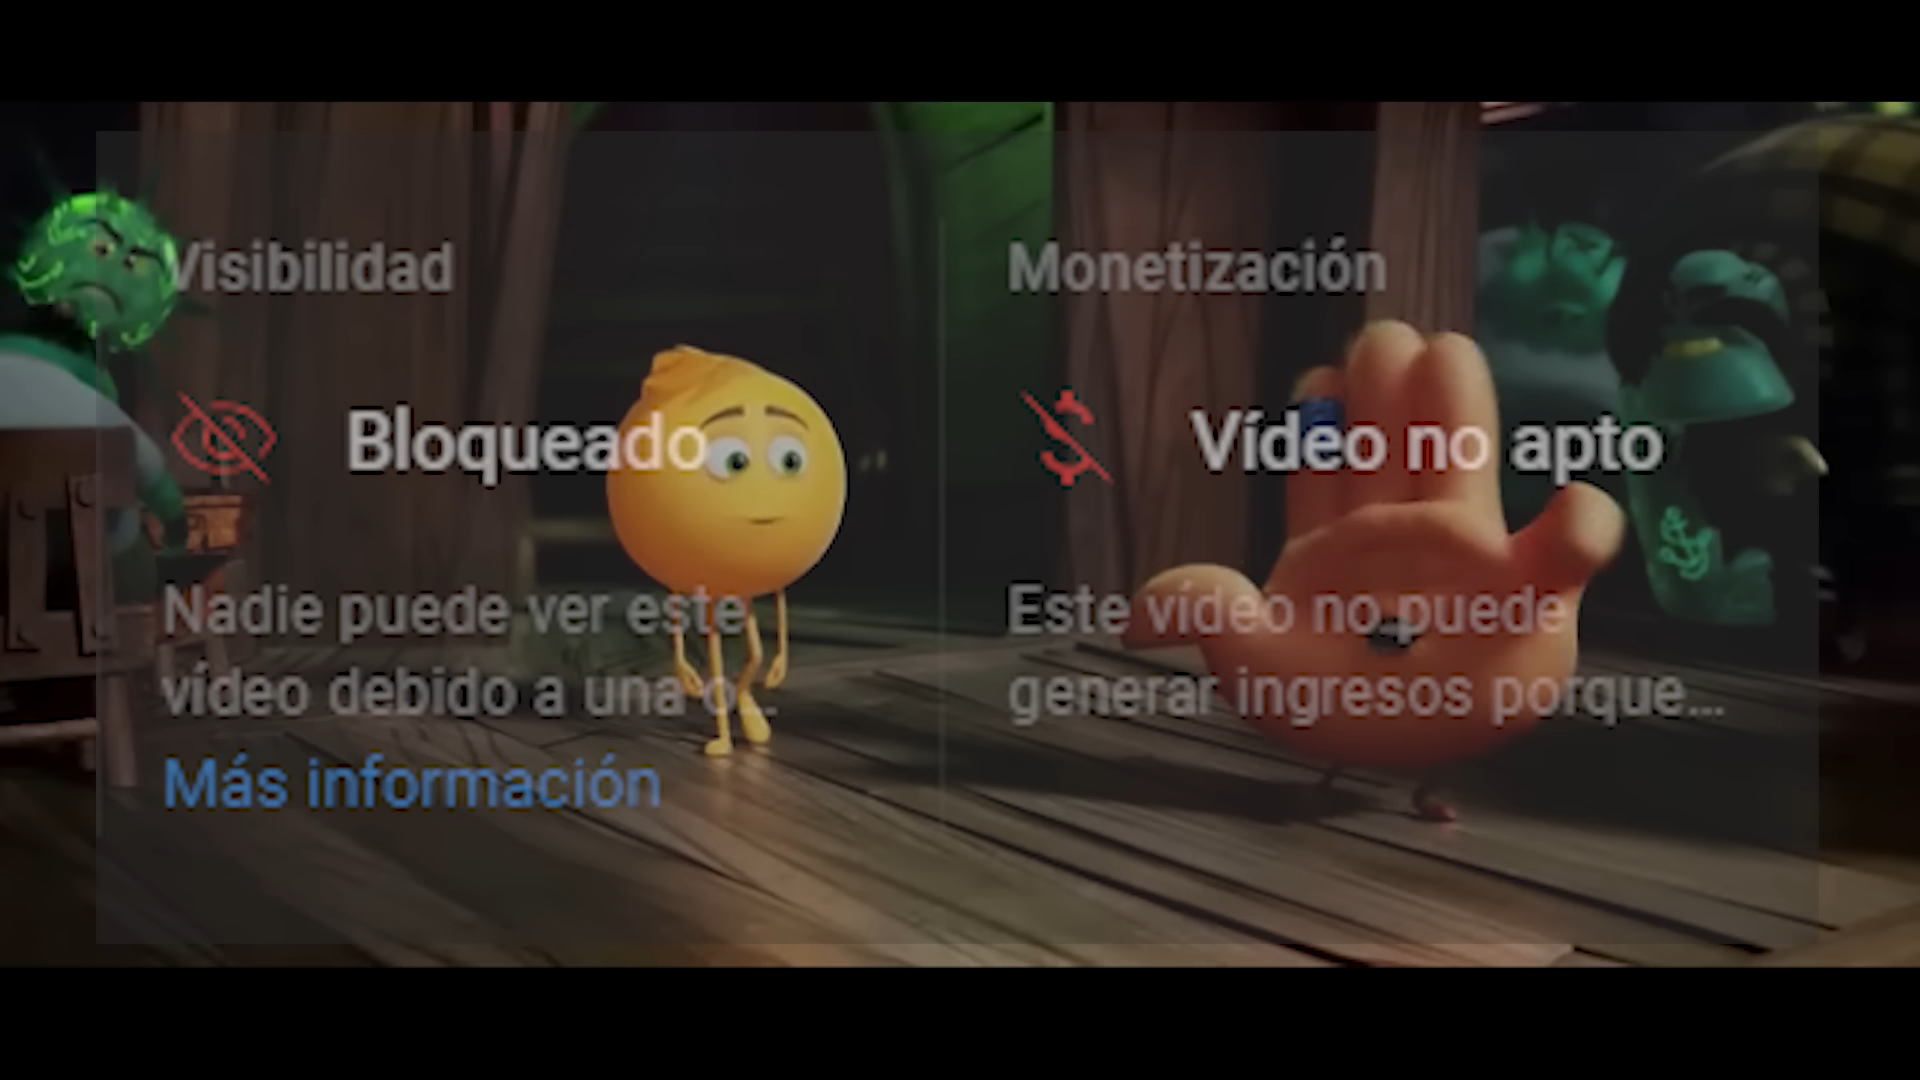 Visibilidad
Bloqueado
Nadie puede ver este
vídeo debido a una o...
Más información
Monetización
Vídeo no apto
Este vídeo no puede
generar ingresos porque...